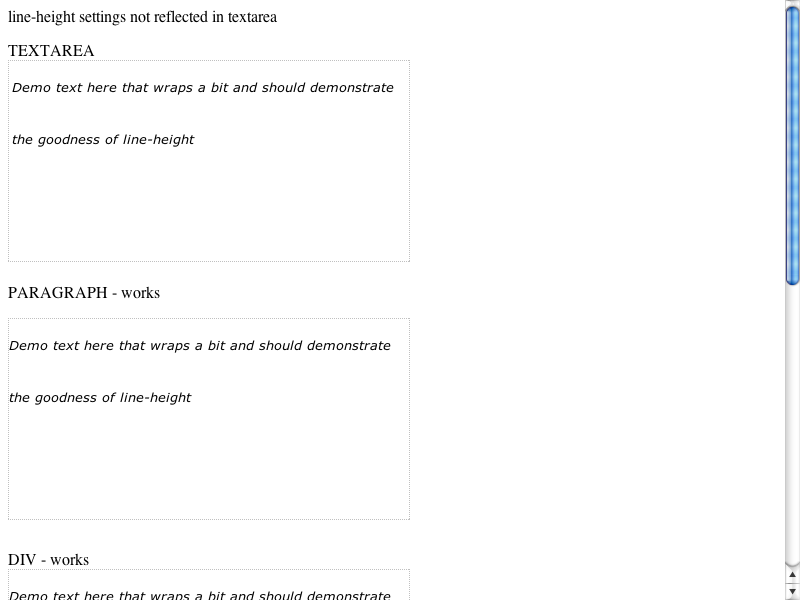 line-height settings not reflected in textarea
TEXTAREA
Demo text here that wraps a bit and should demonstrate
the goodness of line-height
PARAGRAPH - works
Demo text here that wraps a bit and should demonstrate
the goodness of line-height
DIV - works
Demo text here that wraps a bit and should demonstrate